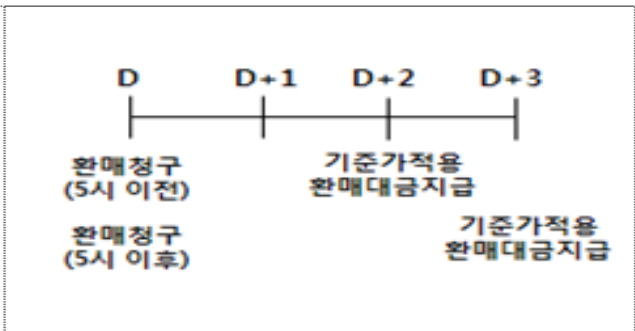 D D+1 D+2 D+3
환매청구 기준가적용
(5시 이전) 환매대금지급
환매청구 기준가적용
(5시 이후) 환매대금지급